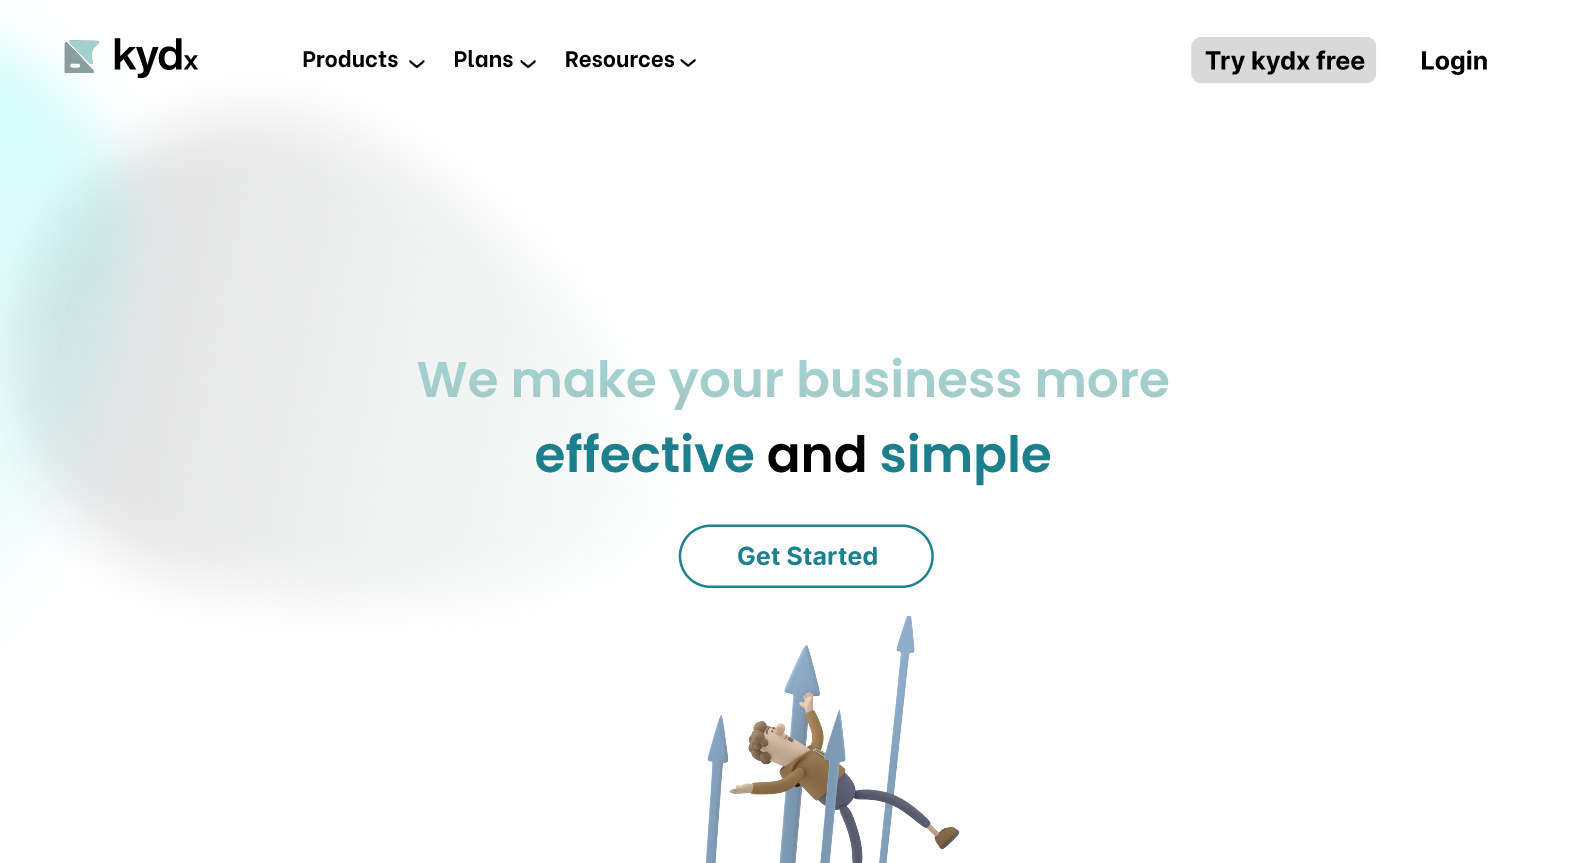 kydx
Products
Plans
Resources
Try kydx free
Login
We make your business more
effective and simple
Get Started